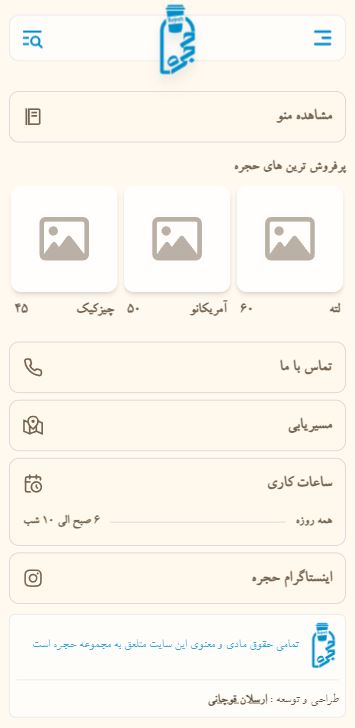 حجره
مشاهده منو
پرفروش ترین های حجره
لته ۶۰ آمریکانو ۵۰ چیزکیک ۴۵
تماس با ما
مسیریابی
ساعات کاری
همه روزه ۶ صبح الی ۱۰ شب
اینستاگرام حجره
تمامی حقوق مادی و معنوی این سایت متعلق به مجموعه حجره است
طراحی و توسعه : ارسلان قوچانی